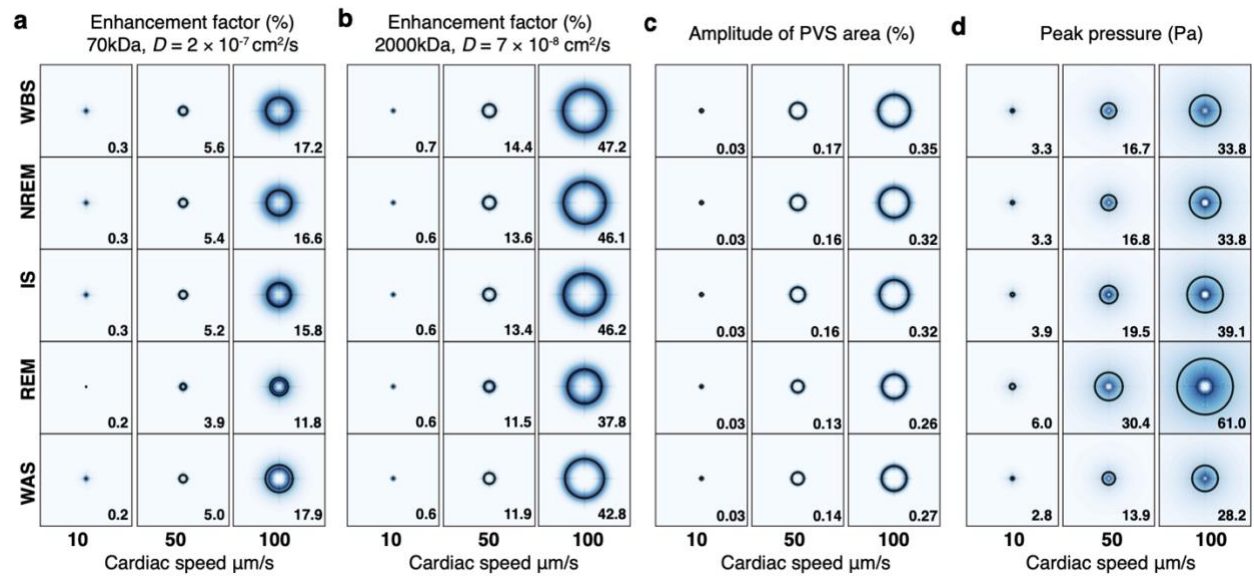 a Enhancement factor (%) b Enhancement factor (%) c Amplitude of PVS area (%) d Peak pressure (Pa)
70kDa, D = 2 × 10⁻⁷ cm²/s 2000kDa, D = 7 × 10⁻⁸ cm²/s
WBS 0.3 5.6 17.2 0.7 14.4 47.2 0.03 0.17 0.35 3.3 16.7 33.8
NREM 0.3 5.4 16.6 0.6 13.6 46.1 0.03 0.16 0.32 3.3 16.8 33.8
IS 0.3 5.2 15.8 0.6 13.4 46.2 0.03 0.16 0.32 3.9 19.5 39.1
REM 0.2 3.9 11.8 0.6 11.5 37.8 0.03 0.13 0.26 6.0 30.4 61.0
WAS 0.2 5.0 17.9 0.6 11.9 42.8 0.03 0.14 0.27 2.8 13.9 28.2
10 50 100 10 50 100 10 50 100 10 50 100
Cardiac speed μm/s Cardiac speed μm/s Cardiac speed μm/s Cardiac speed μm/s